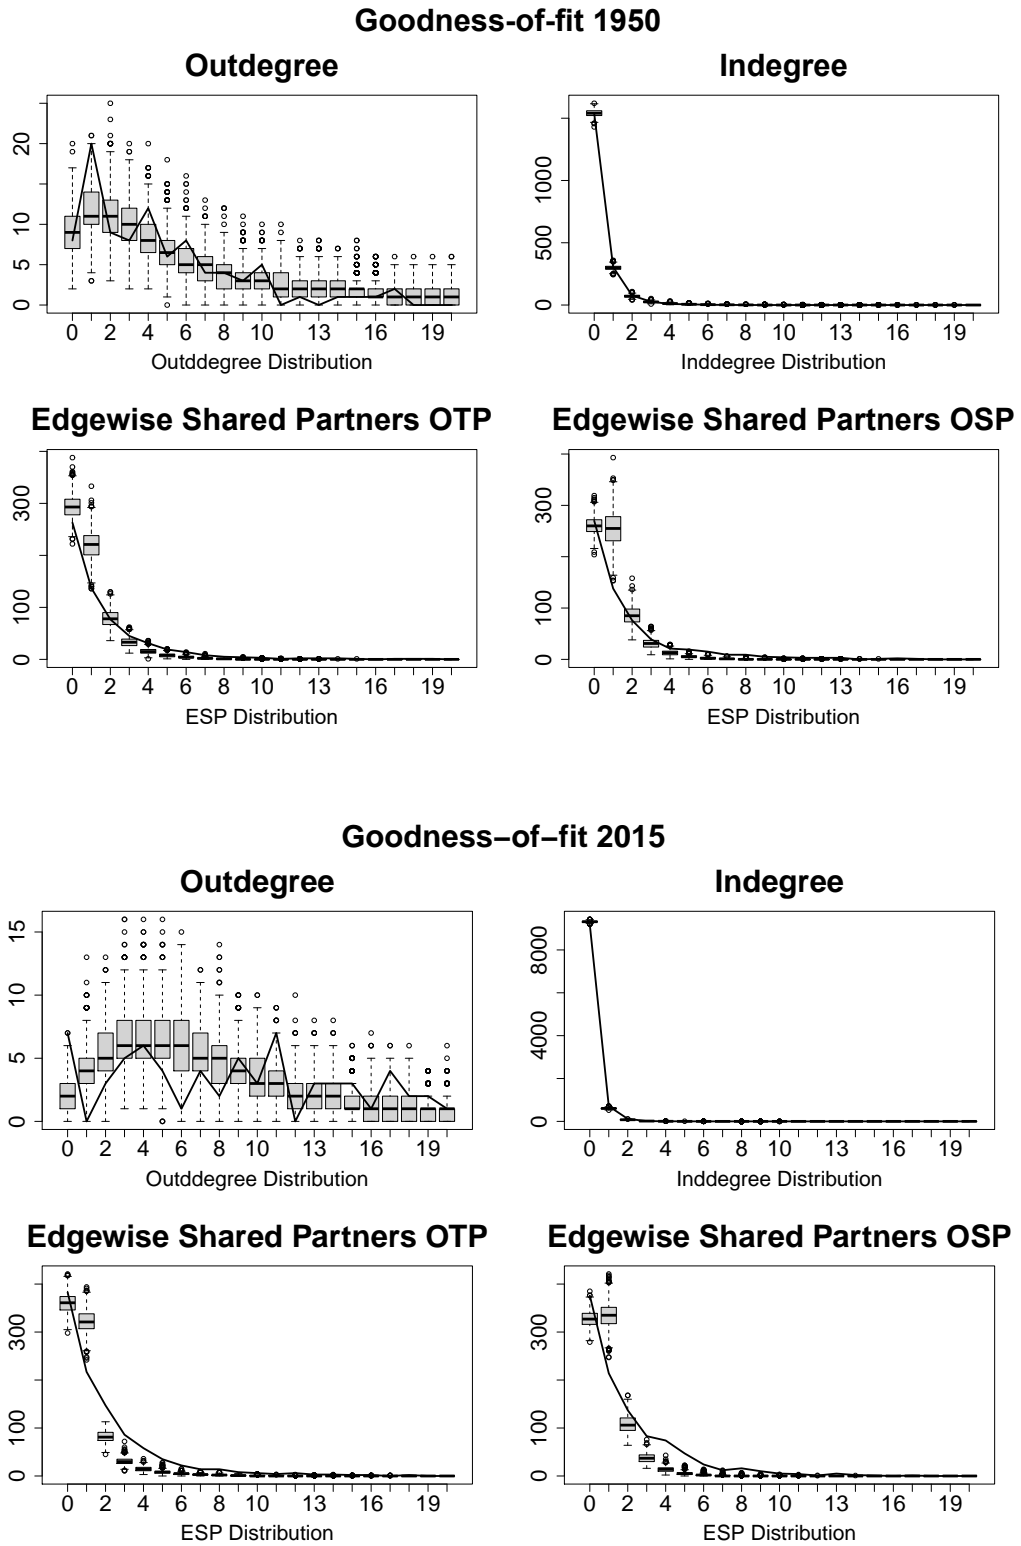 Goodness-of-fit 1950
Outdegree
Indegree
0 5 10 20
0 2 4 6 8 10 13 16 19
Outddegree Distribution
0 500 1000
0 2 4 6 8 10 13 16 19
Inddegree Distribution
Edgewise Shared Partners OTP
Edgewise Shared Partners OSP
0 100 300
0 2 4 6 8 10 13 16 19
ESP Distribution
0 100 300
0 2 4 6 8 10 13 16 19
ESP Distribution
Goodness–of–fit 2015
Outdegree
Indegree
0 5 10 15
0 2 4 6 8 10 12 14 16 19
Outddegree Distribution
0 4000 8000
0 2 4 6 8 10 13 16 19
Inddegree Distribution
Edgewise Shared Partners OTP
Edgewise Shared Partners OSP
0 100 300
0 2 4 6 8 10 13 16 19
ESP Distribution
0 100 300
0 2 4 6 8 10 13 16 19
ESP Distribution